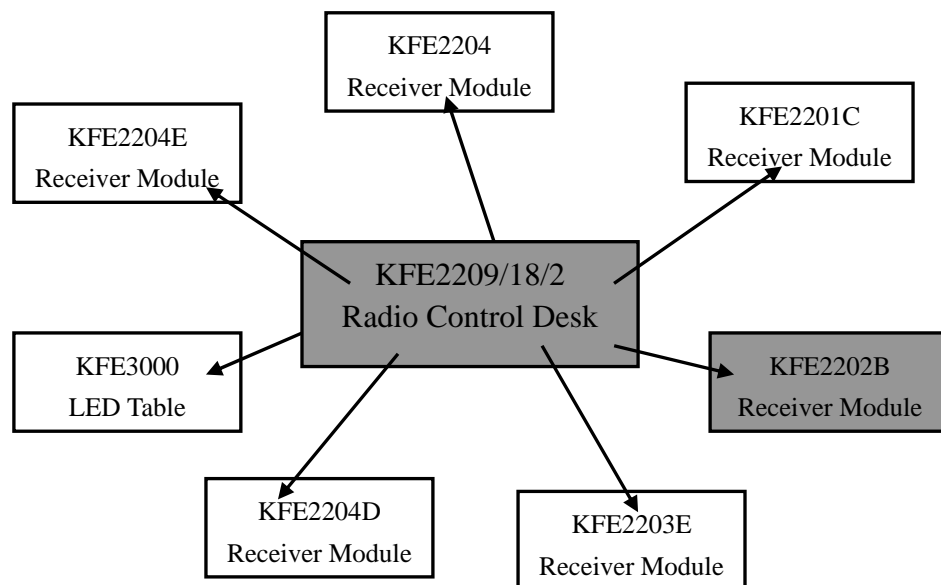 KFE2204
Receiver Module
KFE2204E
Receiver Module
KFE2201C
Receiver Module
KFE2209/18/2
Radio Control Desk
KFE3000
LED Table
KFE2202B
Receiver Module
KFE2204D
Receiver Module
KFE2203E
Receiver Module